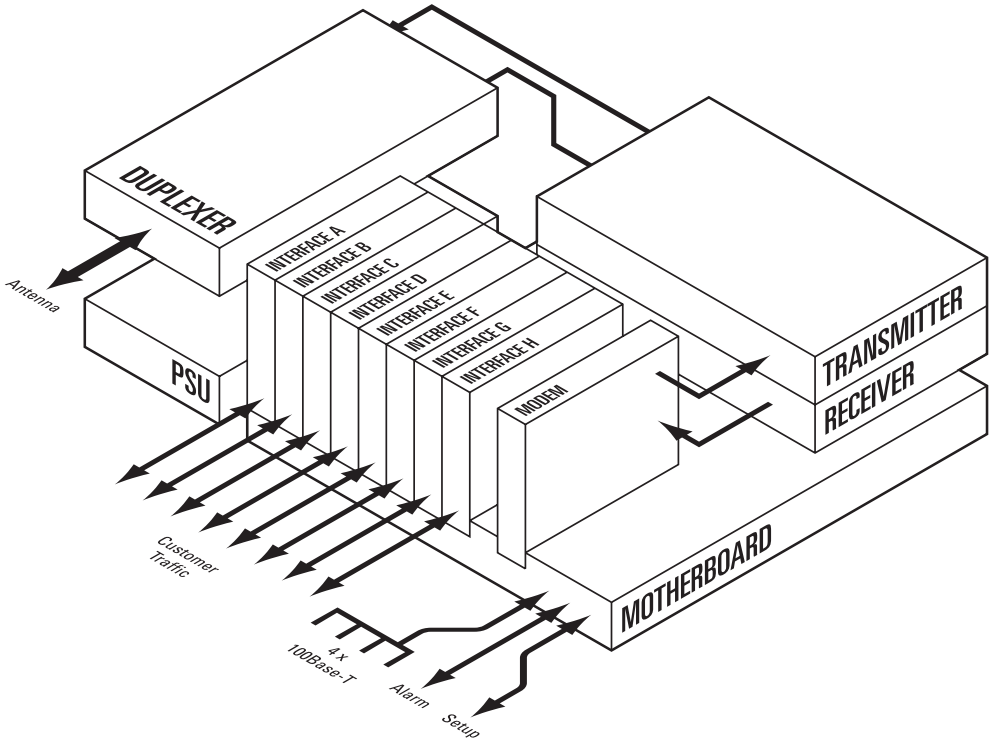 DUPLEXER
Antenna
PSU
INTERFACE A
INTERFACE B
INTERFACE C
INTERFACE D
INTERFACE E
INTERFACE F
INTERFACE G
INTERFACE H
MODEM
TRANSMITTER
RECEIVER
MOTHERBOARD
Customer
Traffic
4 x
100Base-T
Alarm
Setup